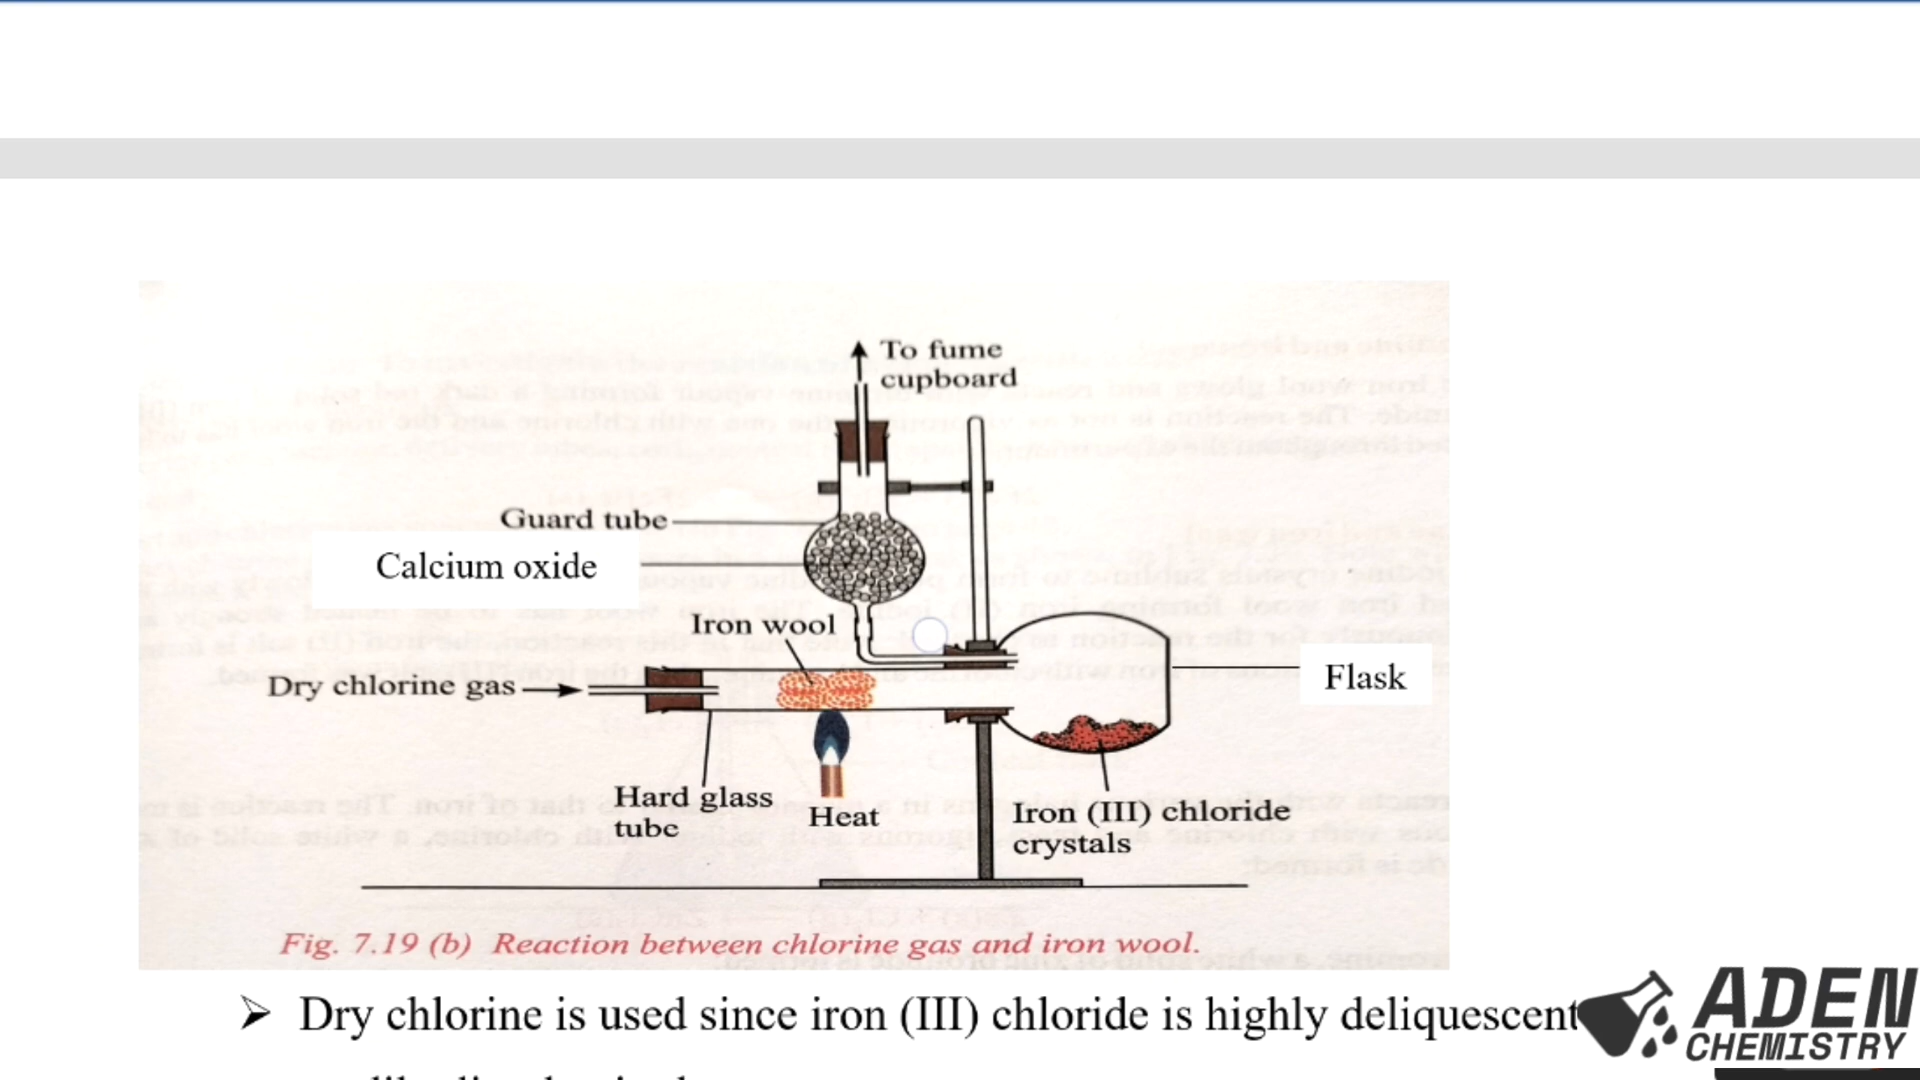 To fume
cupboard
Guard tube
Calcium oxide
Iron wool
Dry chlorine gas
Flask
Hard glass
tube
Heat
Iron (III) chloride
crystals
Fig. 7.19 (b) Reaction between chlorine gas and iron wool.
➢ Dry chlorine is used since iron (III) chloride is highly deliquescent
ADEN
CHEMISTRY